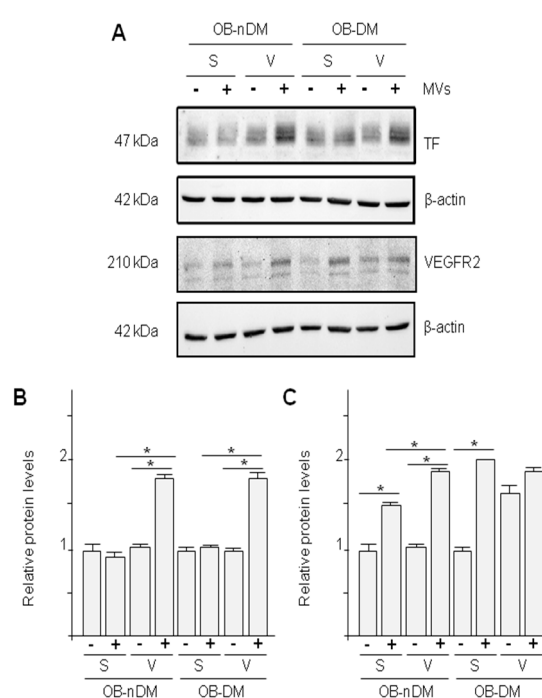 A
OB-nDM OB-DM
S V S V
- + - + - + - + MVs
47 kDa TF
42 kDa β-actin
210 kDa VEGFR2
42 kDa β-actin
B
Relative protein levels
2
1
* * * *
- + - + - + - +
S V S V
OB-nDM OB-DM
C
Relative protein levels
2
1
* * * *
- + - + - + - +
S V S V
OB-nDM OB-DM